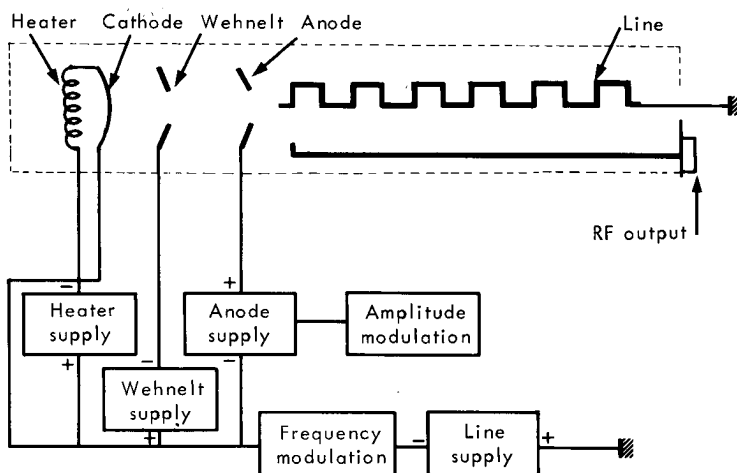 Heater Cathode Wehnelt Anode Line
RF output
- +
Heater supply
Anode supply
Amplitude modulation
+ - -
Wehnelt supply
+
Frequency modulation
- Line supply +